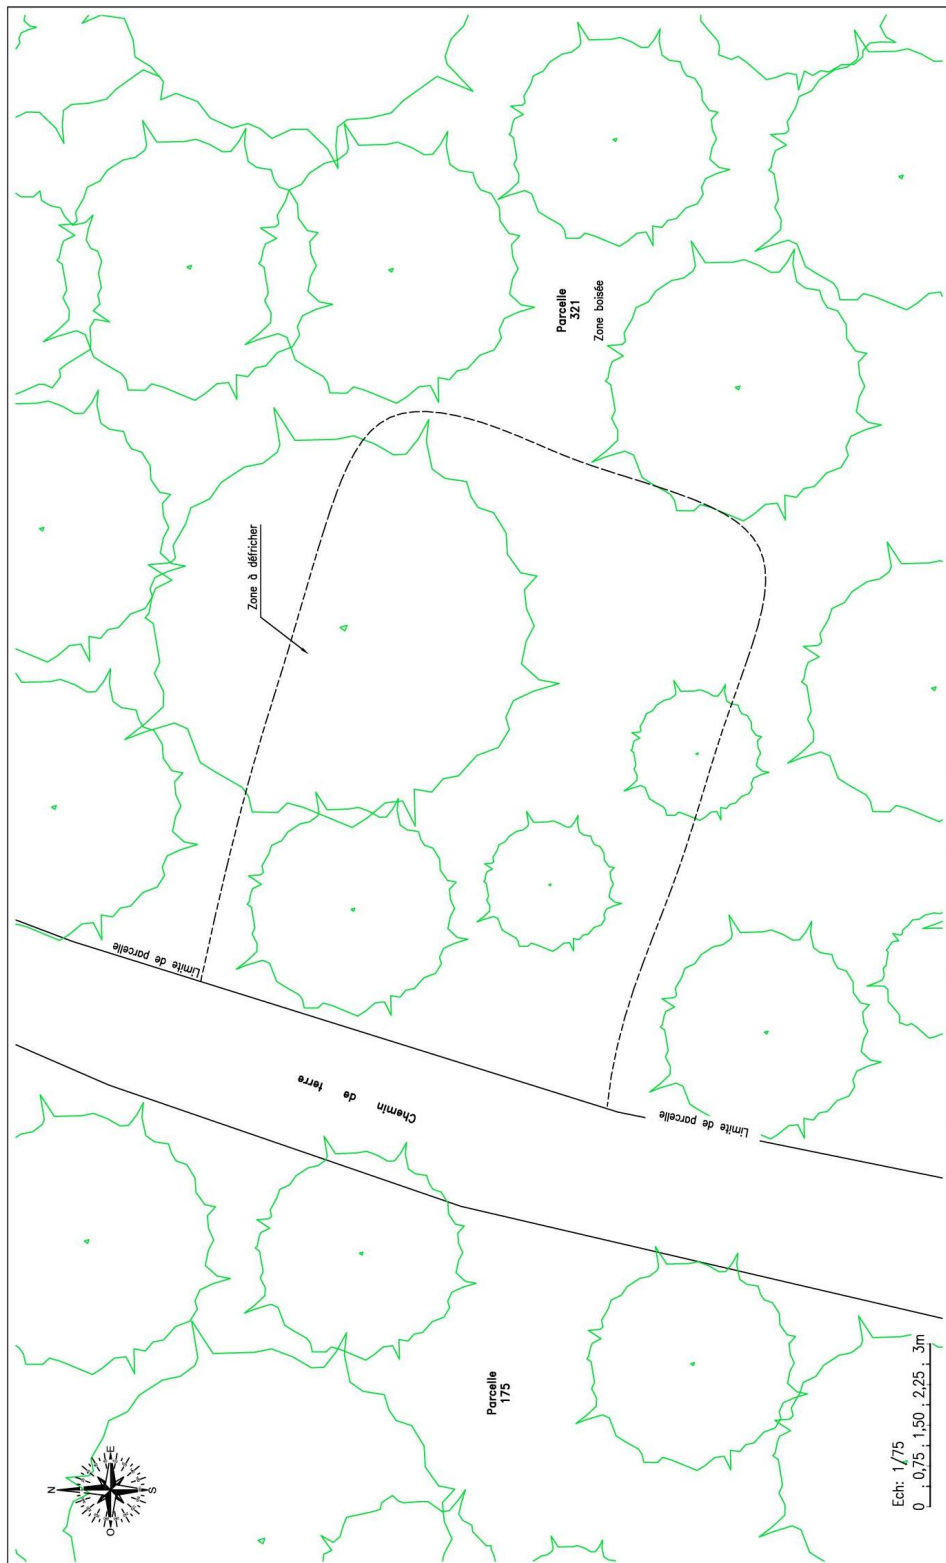 Parcelle
321
Zone boisée
Zone à défricher
Limite de parcelle
Chemin de terre
Limite de parcelle
Parcelle
175
N
O
E
S
Ech: 1/75
0 0,75 1,50 2,25 3m